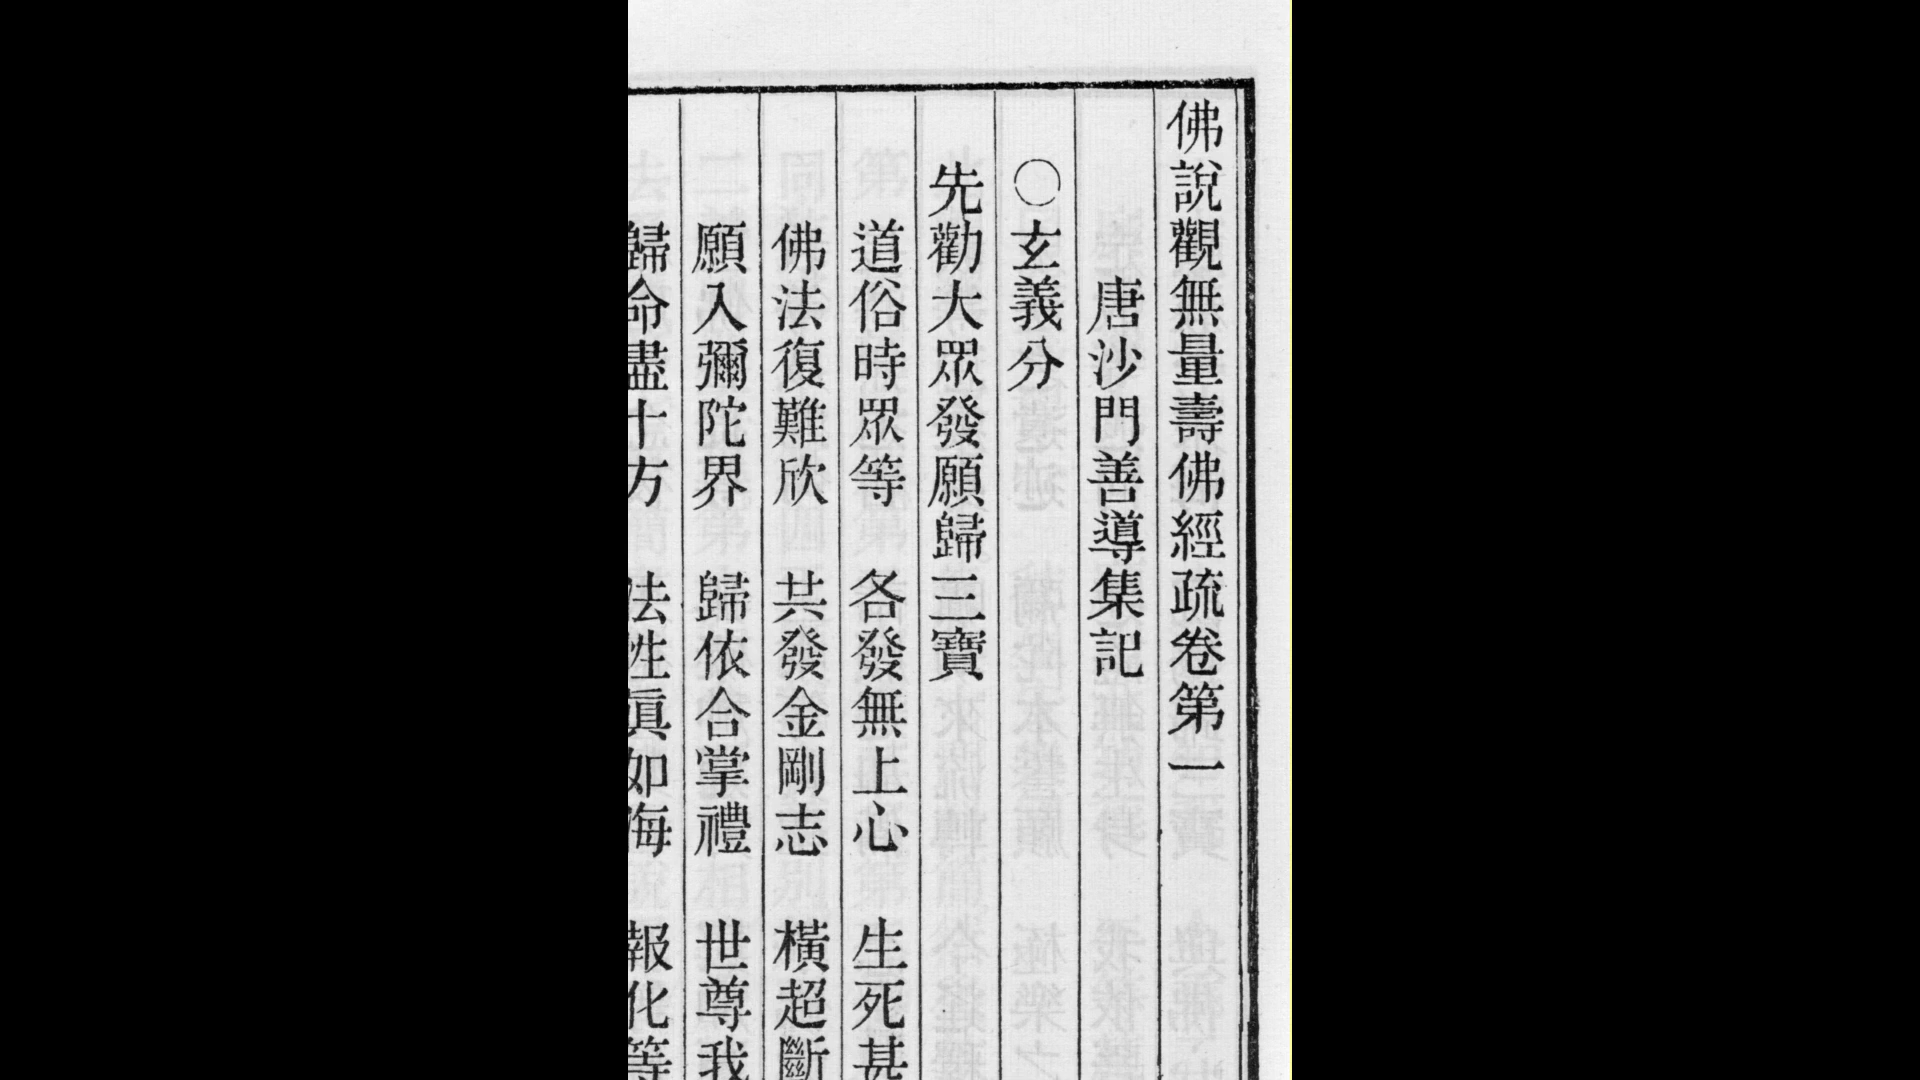 佛說觀無量壽佛經疏卷第一
唐沙門善導集記
〇玄義分
先勸大眾發願歸三寶
道俗時眾等 各發無上心 生死甚
佛法復難欣 共發金剛志 橫超斷
願入彌陀界 歸依合掌禮 世尊我
歸命盡十方 法性眞如海 報化等